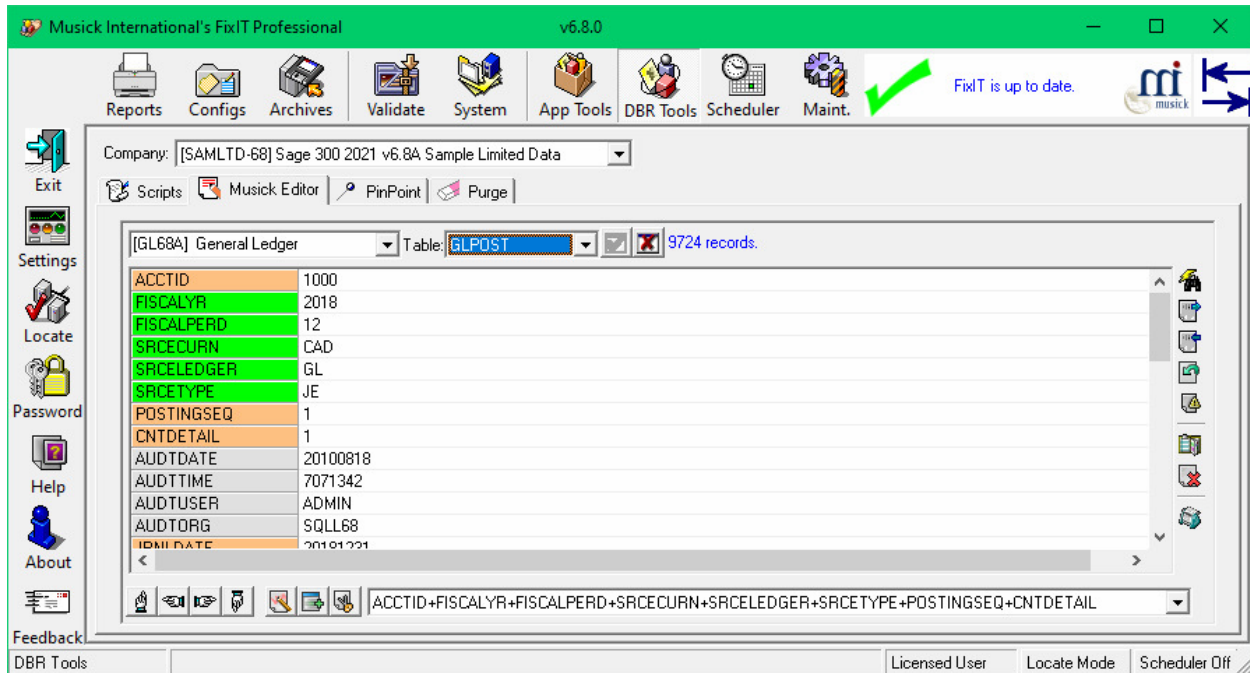 Musick International's FixIT Professional v6.8.0
Reports Configs Archives Validate System App Tools DBR Tools Scheduler Maint. FixIT is up to date. mi musick
Exit
Settings
Locate
Password
Help
About
Feedback
Company: [SAMLTD-68] Sage 300 2021 v6.8A Sample Limited Data
Scripts Musick Editor PinPoint Purge
[GL68A] General Ledger Table: GLPOST 9724 records.
ACCTID 1000
FISCALYR 2018
FISCALPERD 12
SRCECURN CAD
SRCELEDGER GL
SRCETYPE JE
POSTINGSEQ 1
CNTDETAIL 1
AUDTDATE 20100818
AUDTTIME 7071342
AUDTUSER ADMIN
AUDTORG SQLL68
JRNLDATE 20181231
ACCTID+FISCALYR+FISCALPERD+SRCECURN+SRCELEDGER+SRCETYPE+POSTINGSEQ+CNTDETAIL
DBR Tools Licensed User Locate Mode Scheduler Off